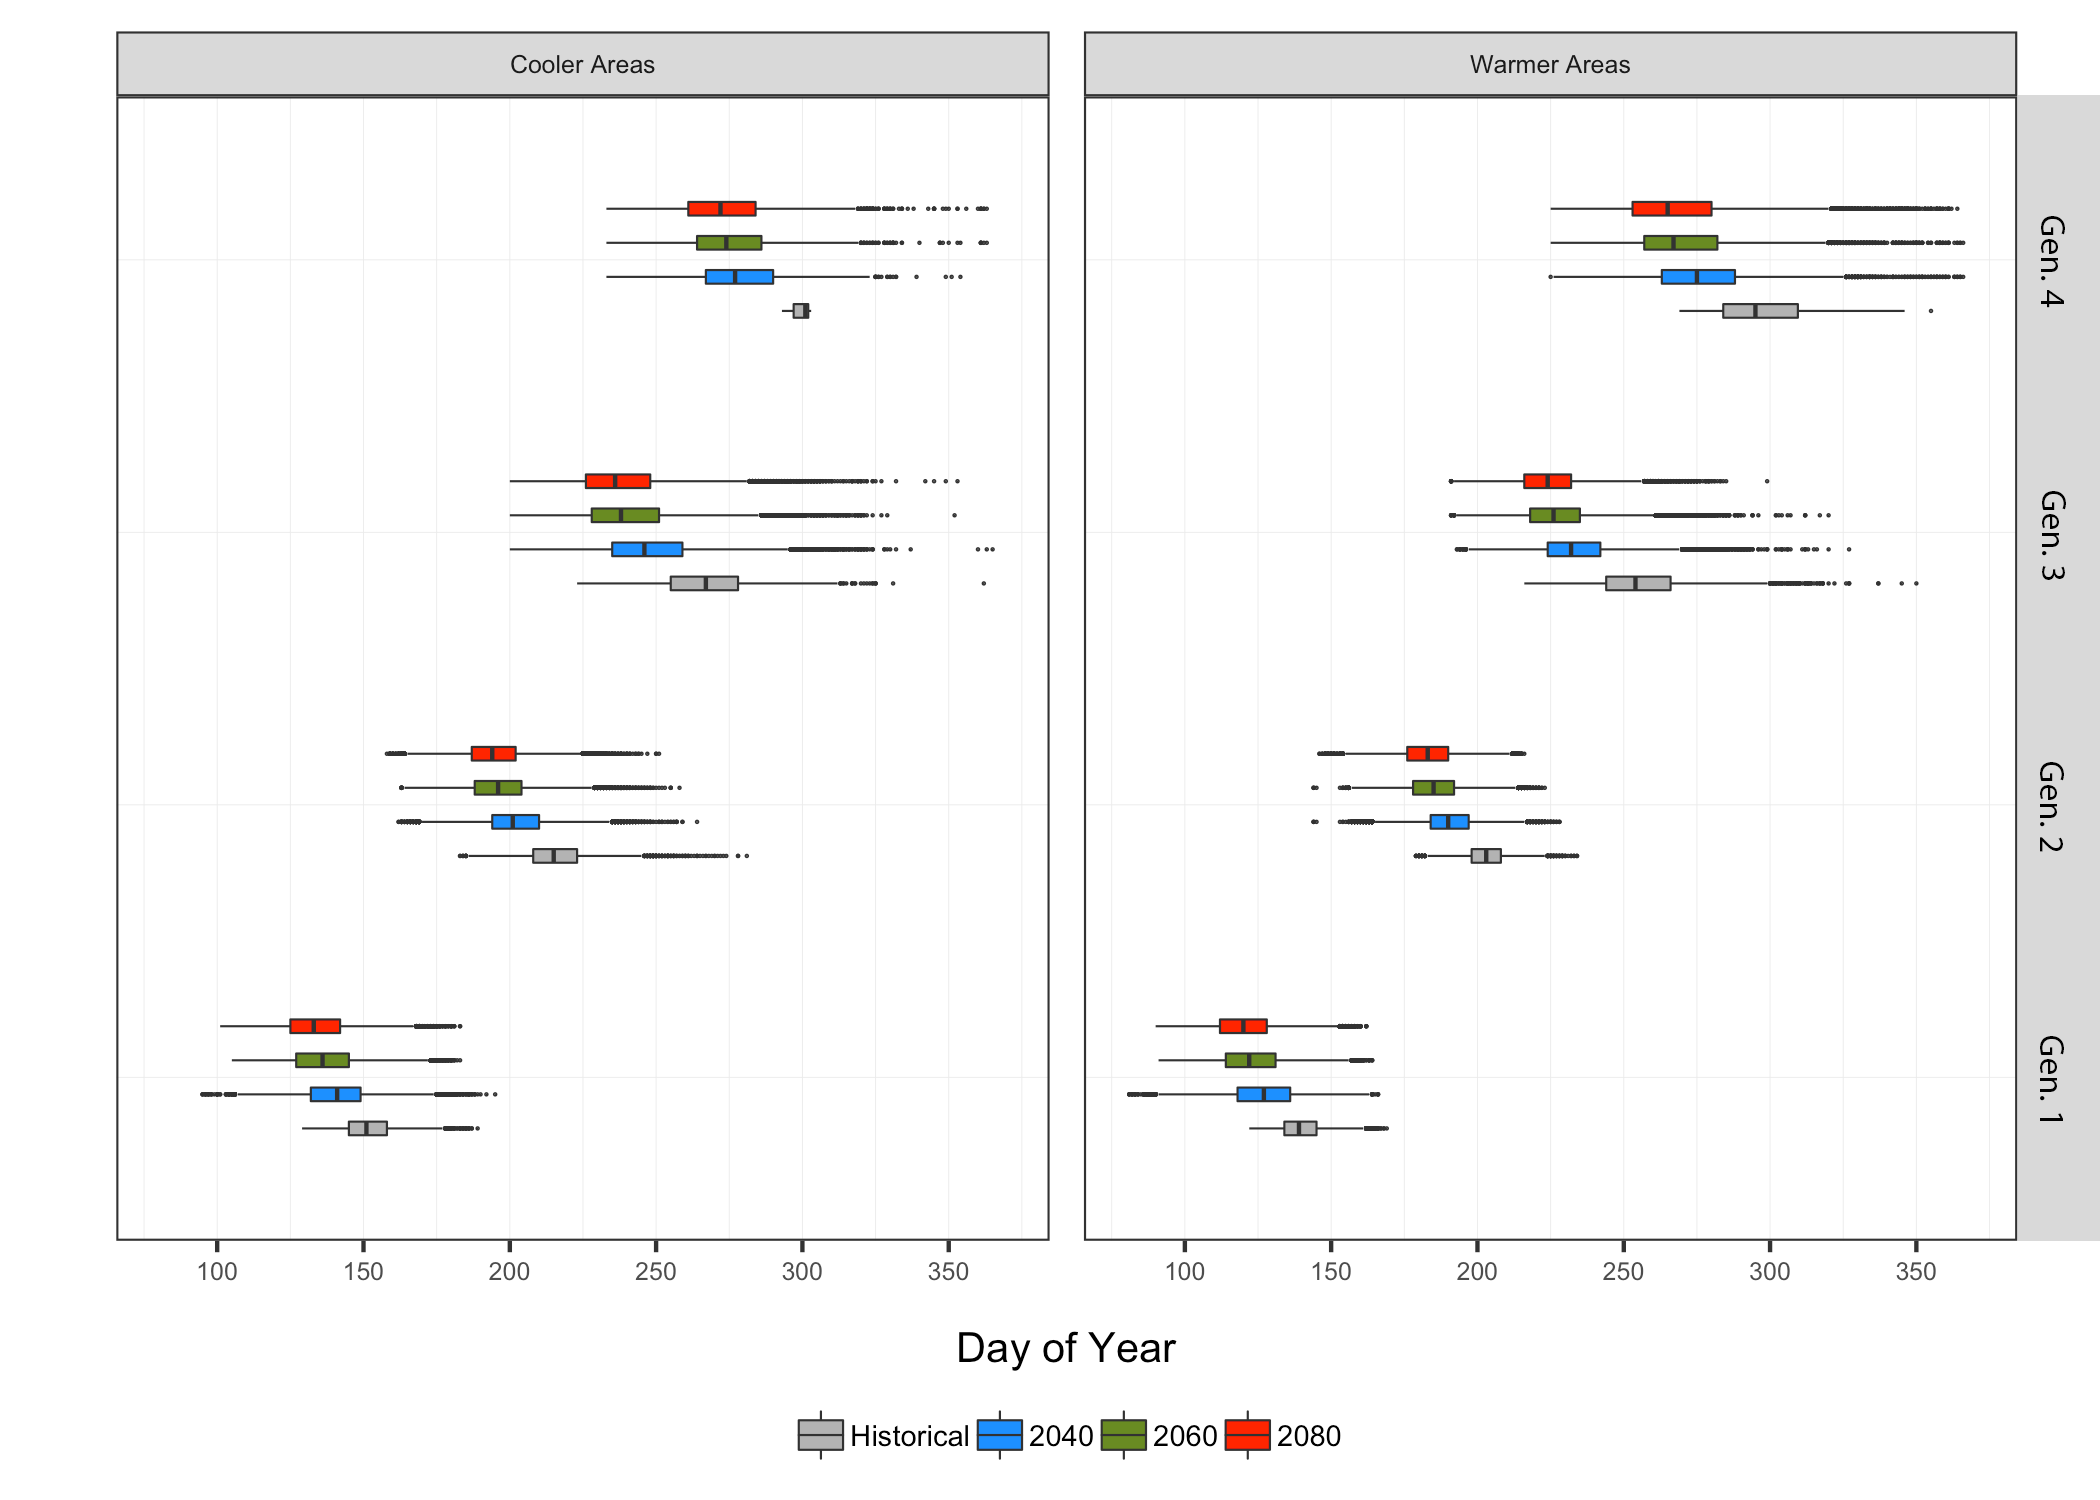 Cooler Areas
Warmer Areas
Gen. 4
Gen. 3
Gen. 2
Gen. 1
100 150 200 250 300 350
100 150 200 250 300 350
Day of Year
Historical 2040 2060 2080